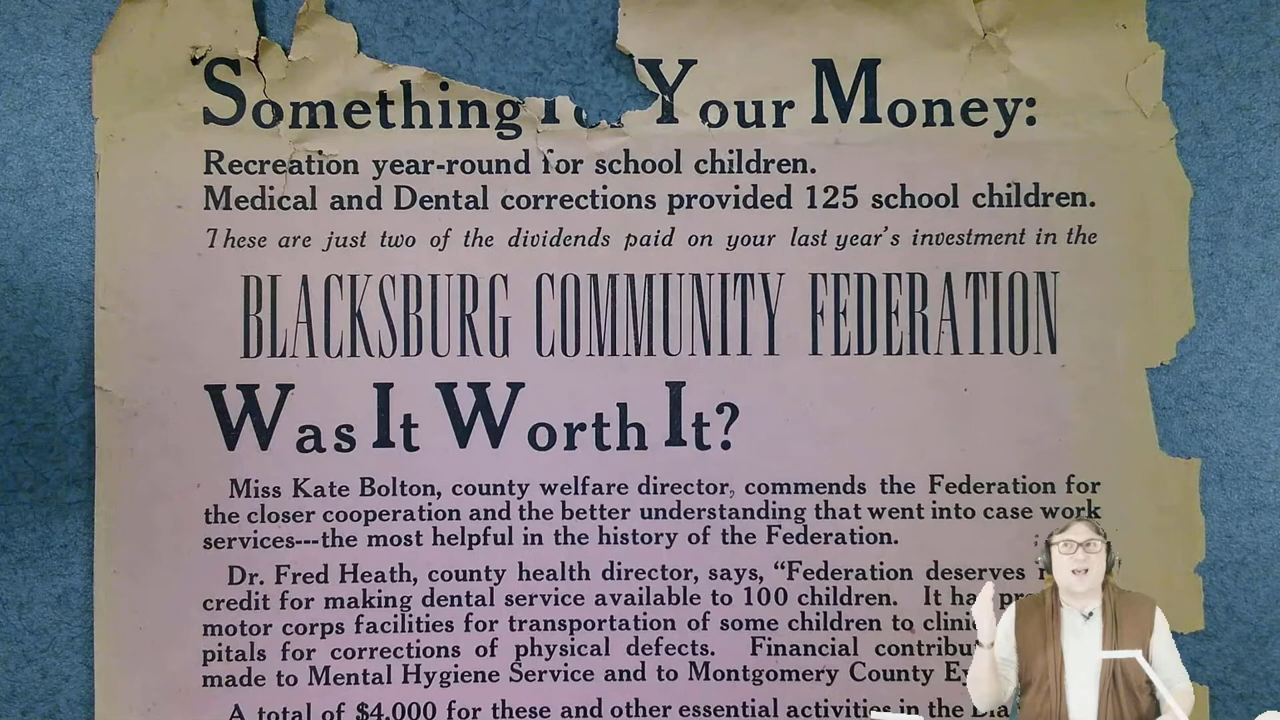 Something for Your Money:
Recreation year-round for school children.
Medical and Dental corrections provided 125 school children.
These are just two of the dividends paid on your last year's investment in the
BLACKSBURG COMMUNITY FEDERATION
Was It Worth It?
Miss Kate Bolton, county welfare director, commends the Federation for
the closer cooperation and the better understanding that went into case work
services---the most helpful in the history of the Federation.
Dr. Fred Heath, county health director, says, “Federation deserves
credit for making dental service available to 100 children. It has
motor corps facilities for transportation of some children to
pitals for corrections of physical defects. Financial
made to Mental Hygiene Service and to Montgomery County
A total of $4,000 for these and other essential activities in the